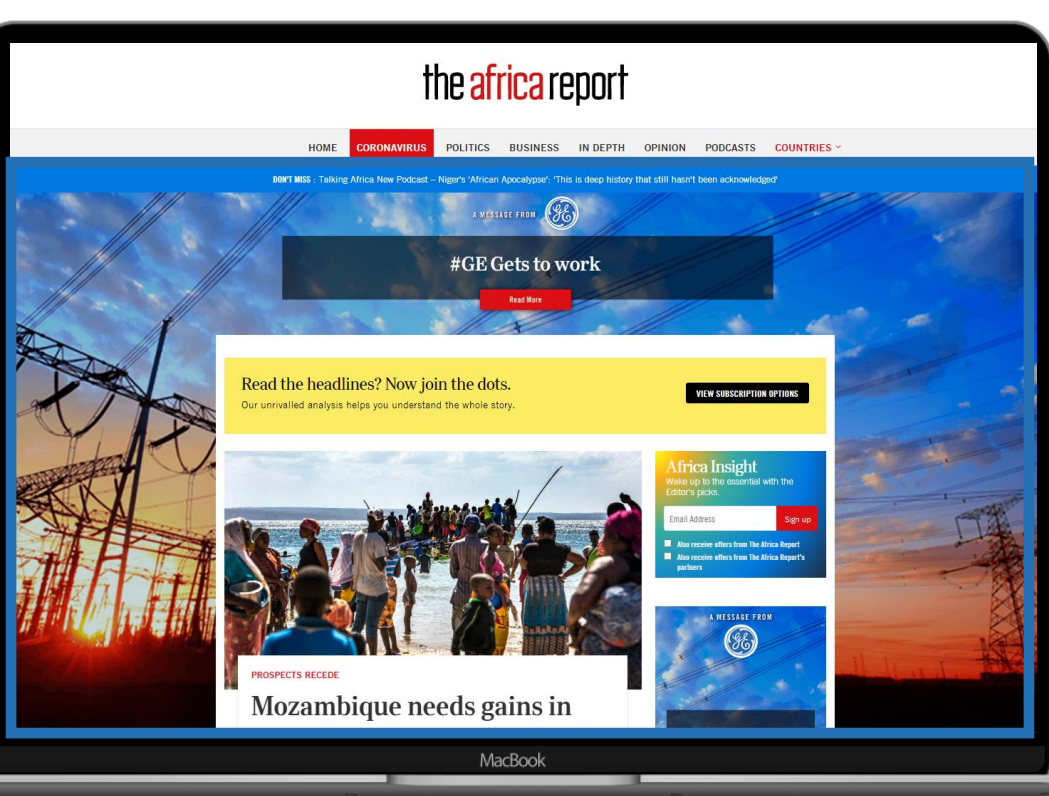 the africa report
HOME CORONAVIRUS POLITICS BUSINESS IN DEPTH OPINION PODCASTS COUNTRIES
DON'T MISS : Talking Africa New Podcast – Niger's 'African Apocalypse': 'This is deep history that still hasn't been acknowledged'
A MESSAGE FROM GE
#GE Gets to work
Read More
Read the headlines? Now join the dots.
Our unrivalled analysis helps you understand the whole story.
VIEW SUBSCRIPTION OPTIONS
Africa Insight
Wake up to the essential with the
Editor's picks.
Email Address Sign up
Also receive offers from The Africa Report
Also receive offers from The Africa Report's
partners
A MESSAGE FROM
GE
PROSPECTS RECEDE
Mozambique needs gains in
MacBook